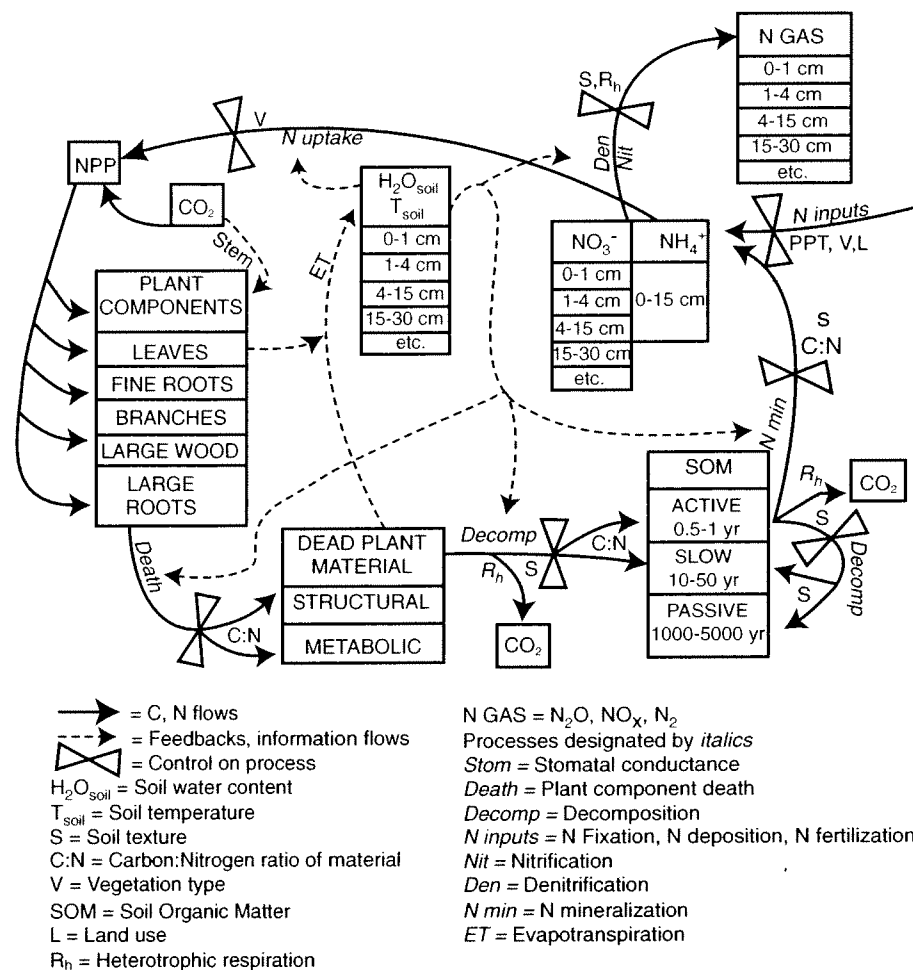 N GAS
0-1 cm
1-4 cm
4-15 cm
15-30 cm
etc.
S,Rh
Den
Nit
V
N uptake
NPP
CO2
Stem
H2Osoil
Tsoil
0-1 cm
1-4 cm
4-15 cm
15-30 cm
etc.
ET
N inputs
PPT, V,L
NO3- NH4+
0-1 cm
1-4 cm
4-15 cm
15-30 cm
etc.
0-15 cm
PLANT
COMPONENTS
LEAVES
FINE ROOTS
BRANCHES
LARGE WOOD
LARGE
ROOTS
S
C:N
N min
Death
C:N
DEAD PLANT
MATERIAL
STRUCTURAL
METABOLIC
Decomp
Rh
S
C:N
CO2
SOM
ACTIVE
0.5-1 yr
SLOW
10-50 yr
PASSIVE
1000-5000 yr
Rh
CO2
S
Decomp
S
= C, N flows
= Feedbacks, information flows
= Control on process
H2Osoil = Soil water content
Tsoil = Soil temperature
S = Soil texture
C:N = Carbon:Nitrogen ratio of material
V = Vegetation type
SOM = Soil Organic Matter
L = Land use
Rh = Heterotrophic respiration
N GAS = N2O, NOX, N2
Processes designated by italics
Stom = Stomatal conductance
Death = Plant component death
Decomp = Decomposition
N inputs = N Fixation, N deposition, N fertilization
Nit = Nitrification
Den = Denitrification
N min = N mineralization
ET = Evapotranspiration